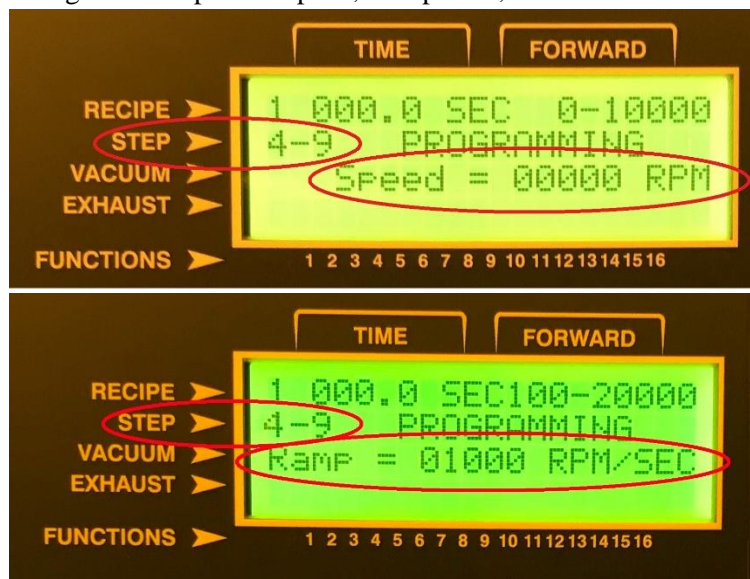 TIME FORWARD
RECIPE 1 000.0 SEC 0-10000
STEP 4-9 PROGRAMMING
VACUUM Speed = 00000 RPM
EXHAUST
FUNCTIONS 1 2 3 4 5 6 7 8 9 10 11 12 13 14 15 16
TIME FORWARD
RECIPE 1 000.0 SEC100-20000
STEP 4-9 PROGRAMMING
VACUUM Ramp = 01000 RPM/SEC
EXHAUST
FUNCTIONS 1 2 3 4 5 6 7 8 9 10 11 12 13 14 15 16